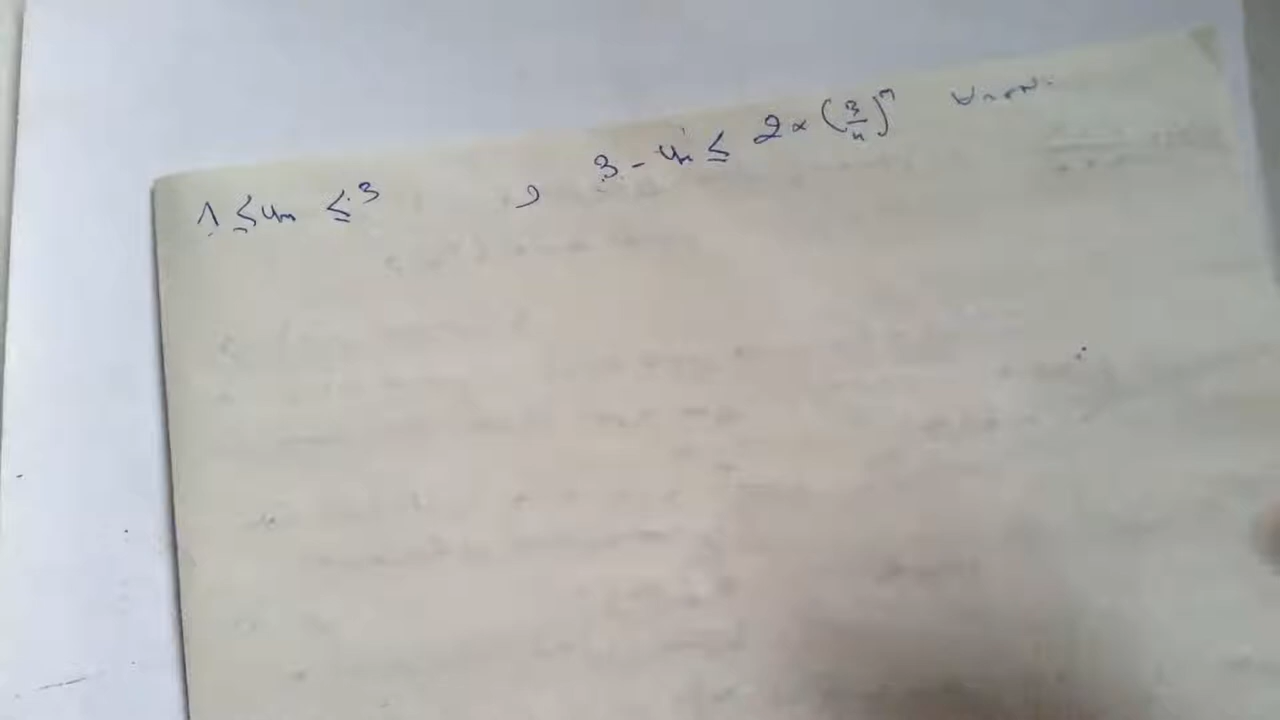 1 ≤ uₙ ≤ 3 , 3 - uₙ ≤ 2 × (3/4)ⁿ ∀n∈ℕ.